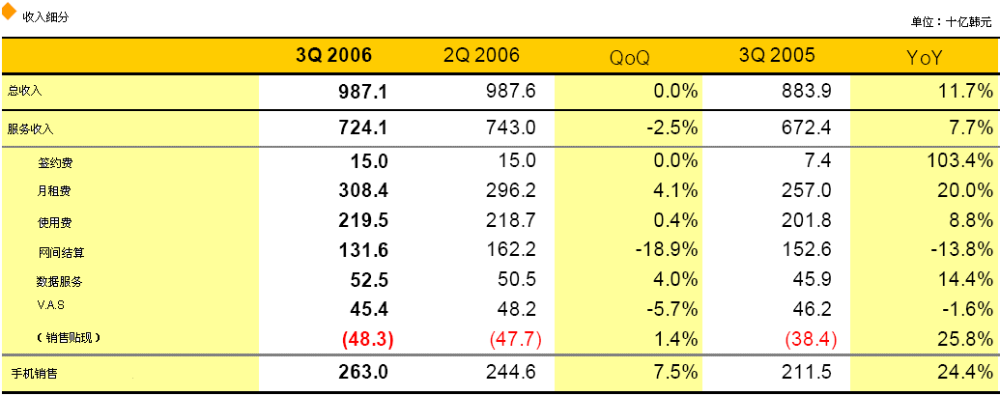 收入细分
单位：十亿韩元
3Q 2006 2Q 2006 QoQ 3Q 2005 YoY
总收入 987.1 987.6 0.0% 883.9 11.7%
服务收入 724.1 743.0 -2.5% 672.4 7.7%
签约费 15.0 15.0 0.0% 7.4 103.4%
月租费 308.4 296.2 4.1% 257.0 20.0%
使用费 219.5 218.7 0.4% 201.8 8.8%
网间结算 131.6 162.2 -18.9% 152.6 -13.8%
数据服务 52.5 50.5 4.0% 45.9 14.4%
V.A.S 45.4 48.2 -5.7% 46.2 -1.6%
（销售贴现） (48.3) (47.7) 1.4% (38.4) 25.8%
手机销售 263.0 244.6 7.5% 211.5 24.4%